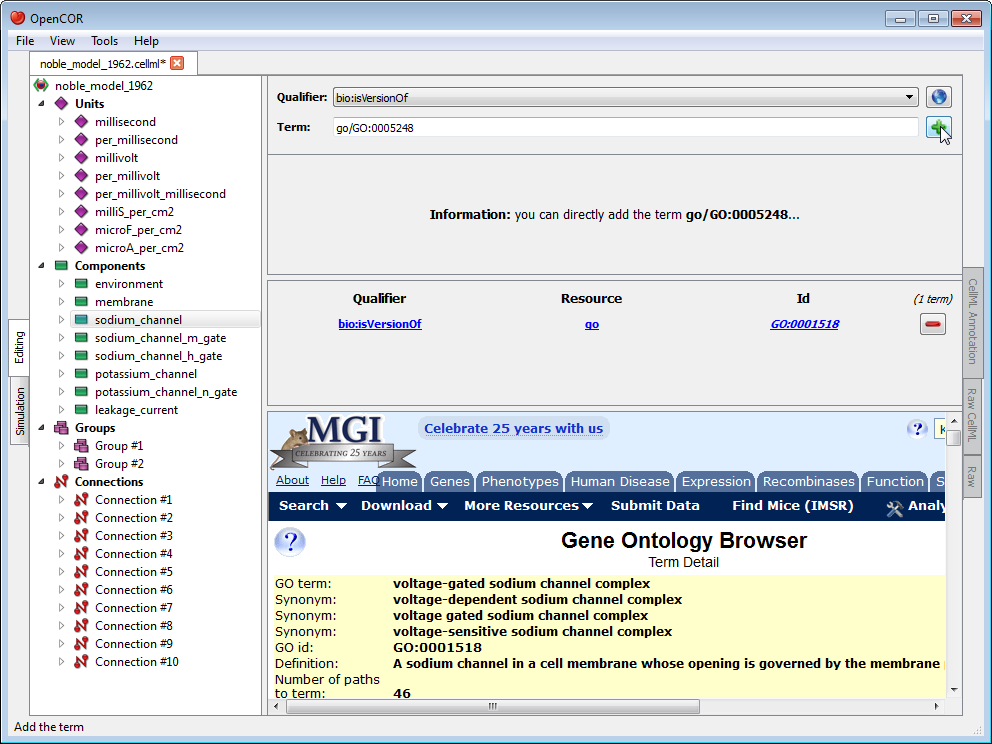 OpenCOR
File View Tools Help
noble_model_1962.cellml*
noble_model_1962
Units
millisecond
per_millisecond
millivolt
per_millivolt
per_millivolt_millisecond
milliS_per_cm2
microF_per_cm2
microA_per_cm2
Components
environment
membrane
sodium_channel
sodium_channel_m_gate
sodium_channel_h_gate
potassium_channel
potassium_channel_n_gate
leakage_current
Groups
Group #1
Group #2
Connections
Connection #1
Connection #2
Connection #3
Connection #4
Connection #5
Connection #6
Connection #7
Connection #8
Connection #9
Connection #10
Editing
Simulation
Qualifier: bio:isVersionOf
Term: go/GO:0005248
Information: you can directly add the term go/GO:0005248...
Qualifier Resource Id (1 term)
bio:isVersionOf go GO:0001518
MGI
CELEBRATING 25 YEARS
Celebrate 25 years with us
? K
About Help FAQ
Home Genes Phenotypes Human Disease Expression Recombinases Function S
Search Download More Resources Submit Data Find Mice (IMSR) Analy
?
Gene Ontology Browser
Term Detail
GO term: voltage-gated sodium channel complex
Synonym: voltage-dependent sodium channel complex
Synonym: voltage gated sodium channel complex
Synonym: voltage-sensitive sodium channel complex
GO id: GO:0001518
Definition: A sodium channel in a cell membrane whose opening is governed by the membrane
Number of paths
to term: 46
CellML Annotation
Raw CellML
Raw
Add the term